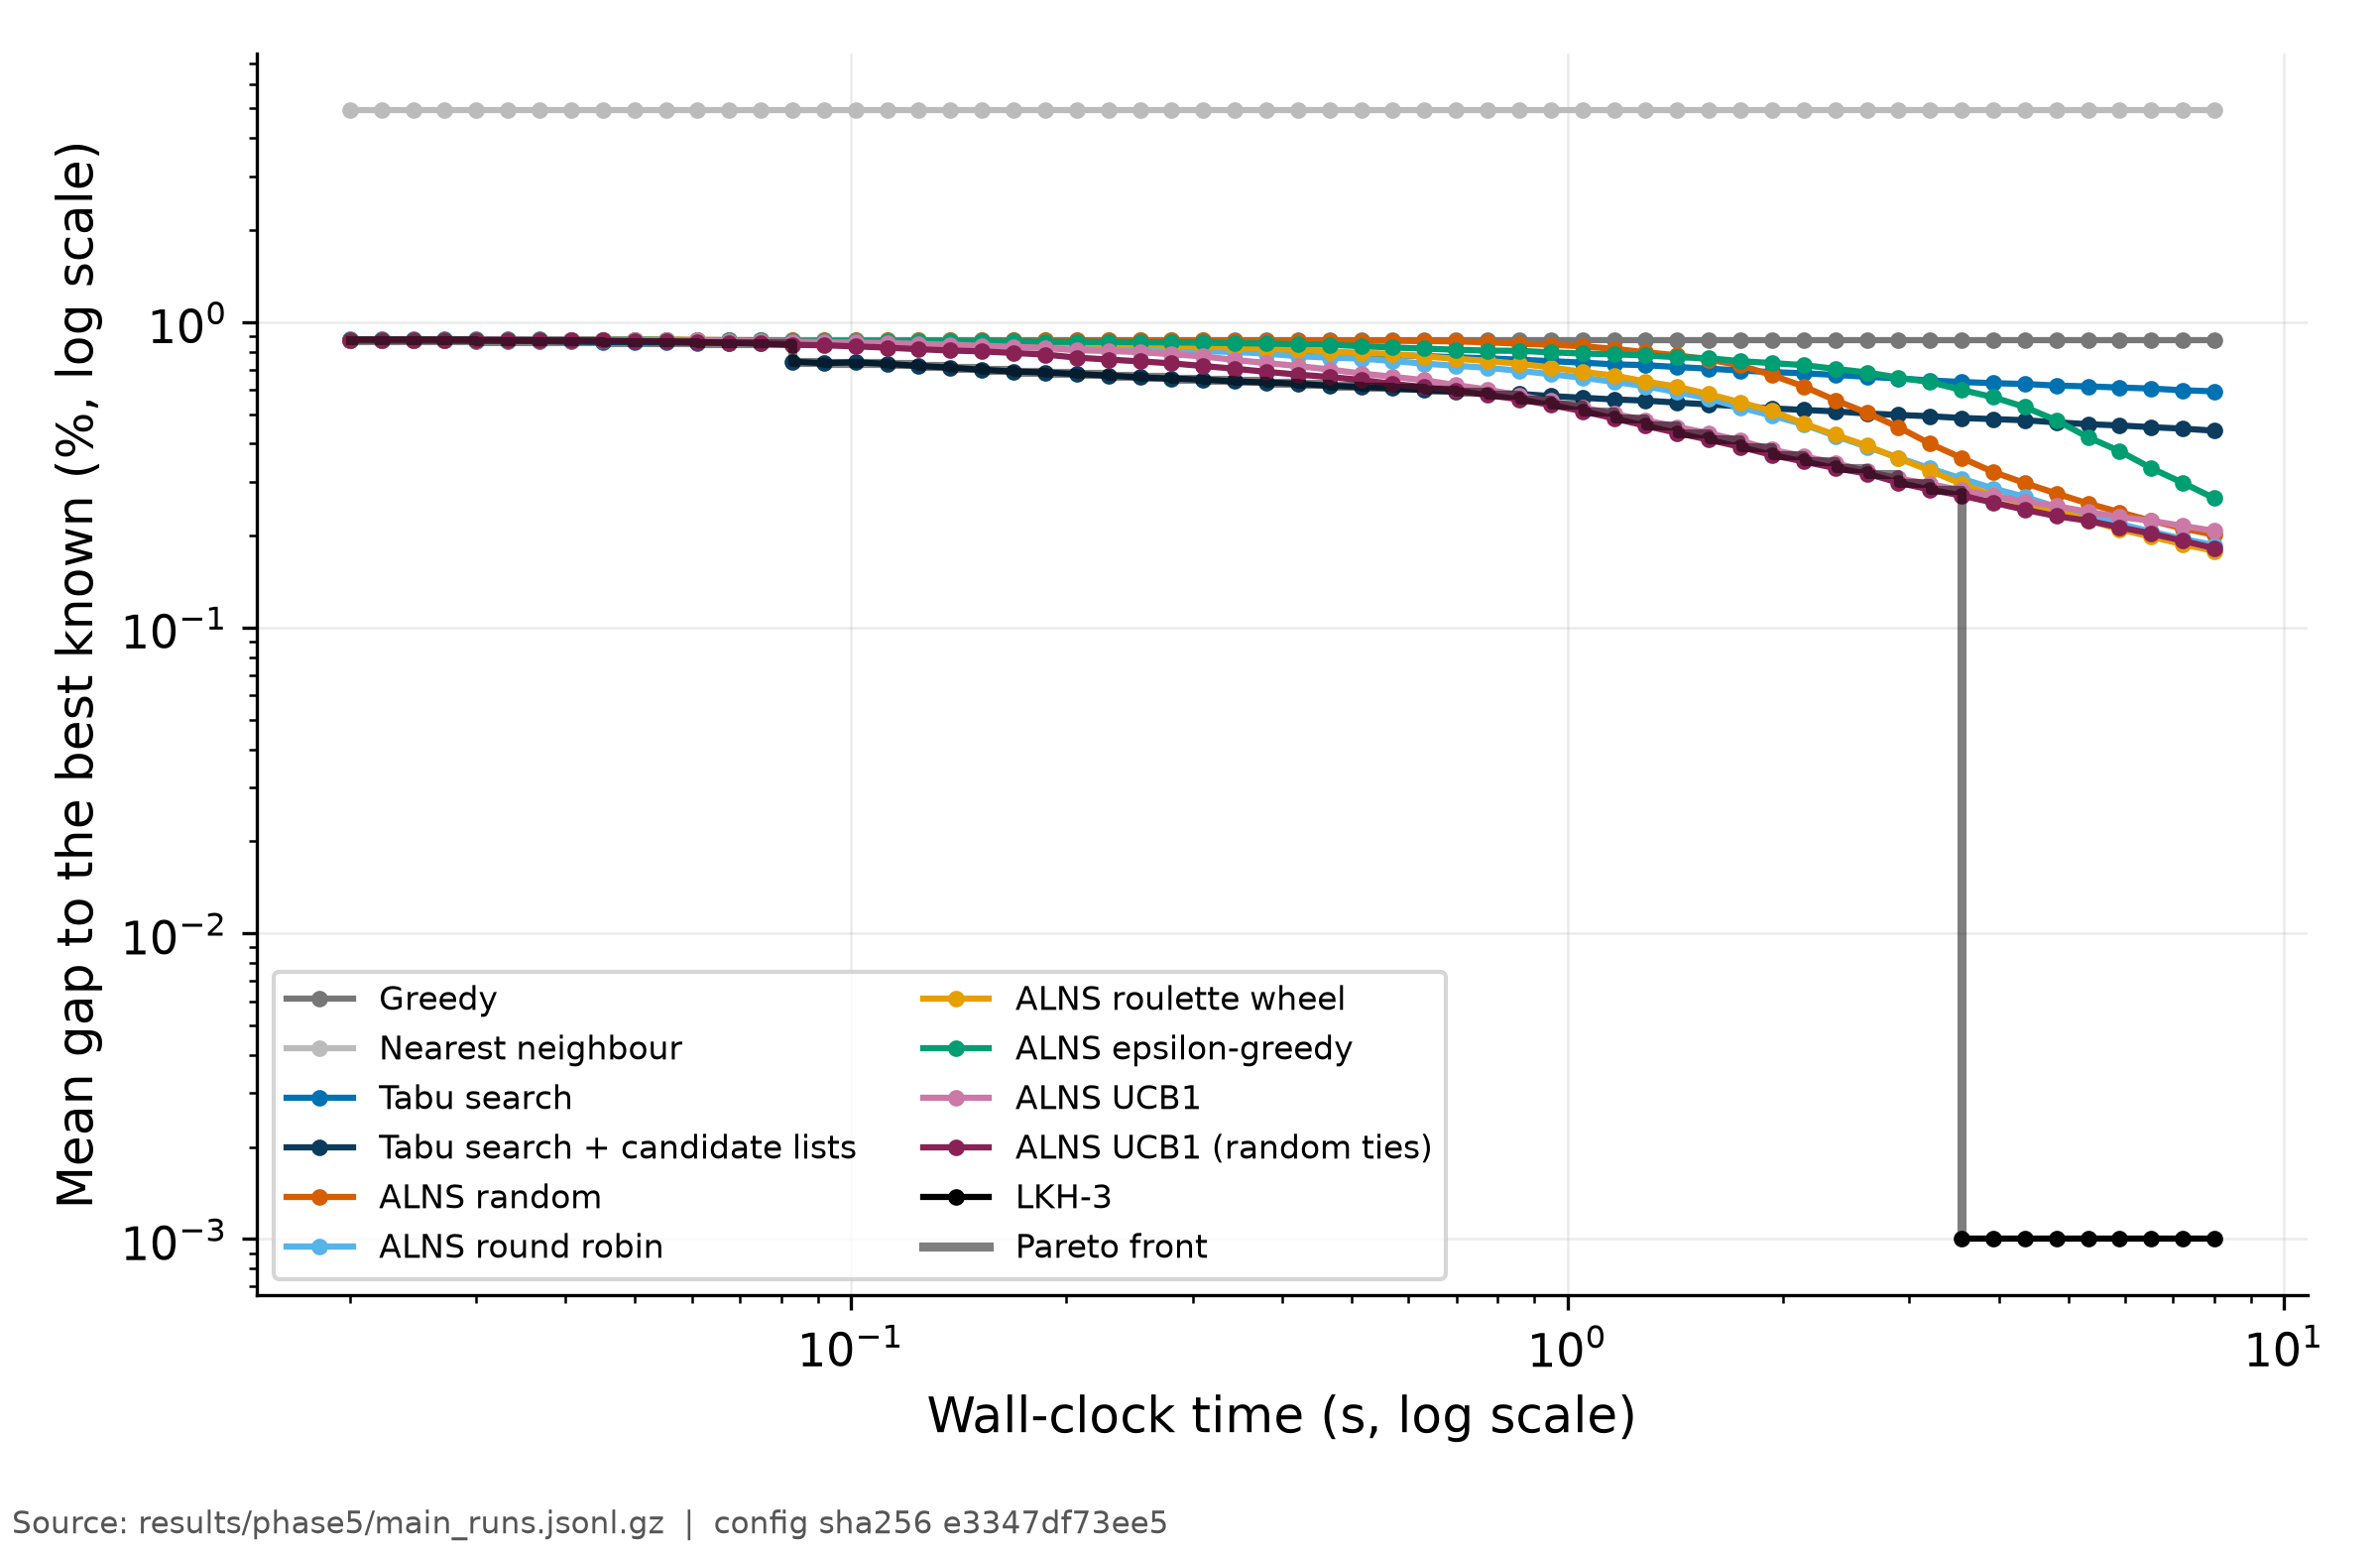 Mean gap to the best known (%, log scale)
10⁰
10⁻¹
10⁻²
10⁻³
Greedy
Nearest neighbour
Tabu search
Tabu search + candidate lists
ALNS random
ALNS round robin
ALNS roulette wheel
ALNS epsilon-greedy
ALNS UCB1
ALNS UCB1 (random ties)
LKH-3
Pareto front
10⁻¹
10⁰
10¹
Wall-clock time (s, log scale)
Source: results/phase5/main_runs.jsonl.gz | config sha256 e3347df73ee5